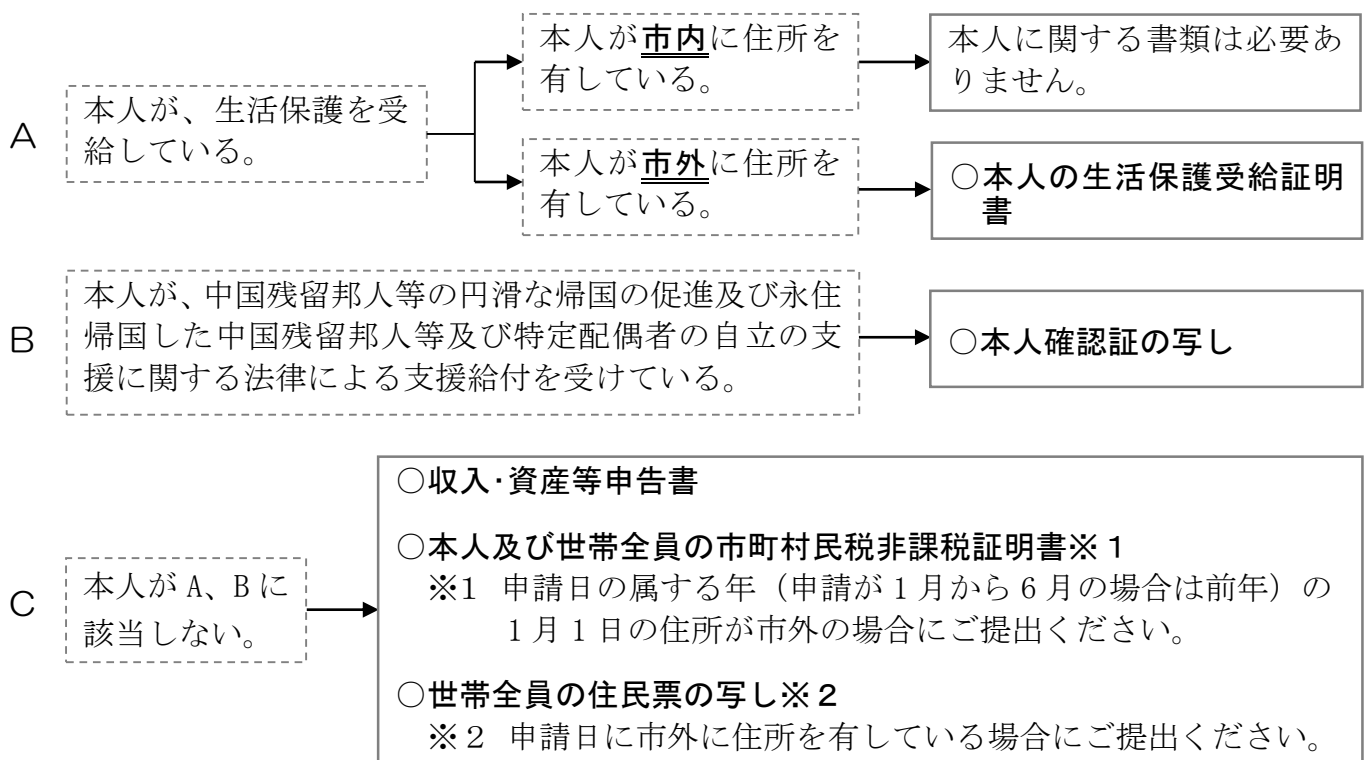 A
本人が、生活保護を受
給している。
本人が市内に住所を
有している。
本人に関する書類は必要あ
りません。
本人が市外に住所を
有している。
○本人の生活保護受給証明
書
B
本人が、中国残留邦人等の円滑な帰国の促進及び永住
帰国した中国残留邦人等及び特定配偶者の自立の支
援に関する法律による支援給付を受けている。
○本人確認証の写し
C
本人が A、B に
該当しない。
○収入・資産等申告書
○本人及び世帯全員の市町村民税非課税証明書※１
※1 申請日の属する年（申請が１月から６月の場合は前年）の
１月１日の住所が市外の場合にご提出ください。
○世帯全員の住民票の写し※２
※２ 申請日に市外に住所を有している場合にご提出ください。